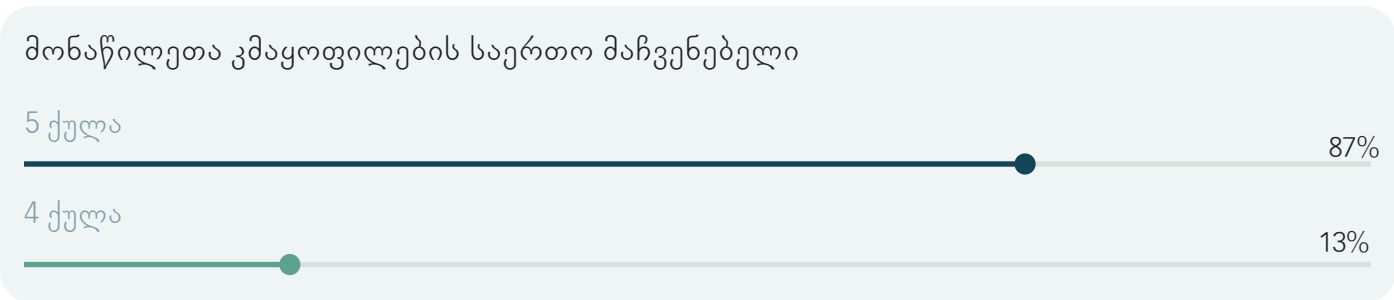 მონაწილეთა კმაყოფილების საერთო მაჩვენებელი
5 ქულა
87%
4 ქულა
13%